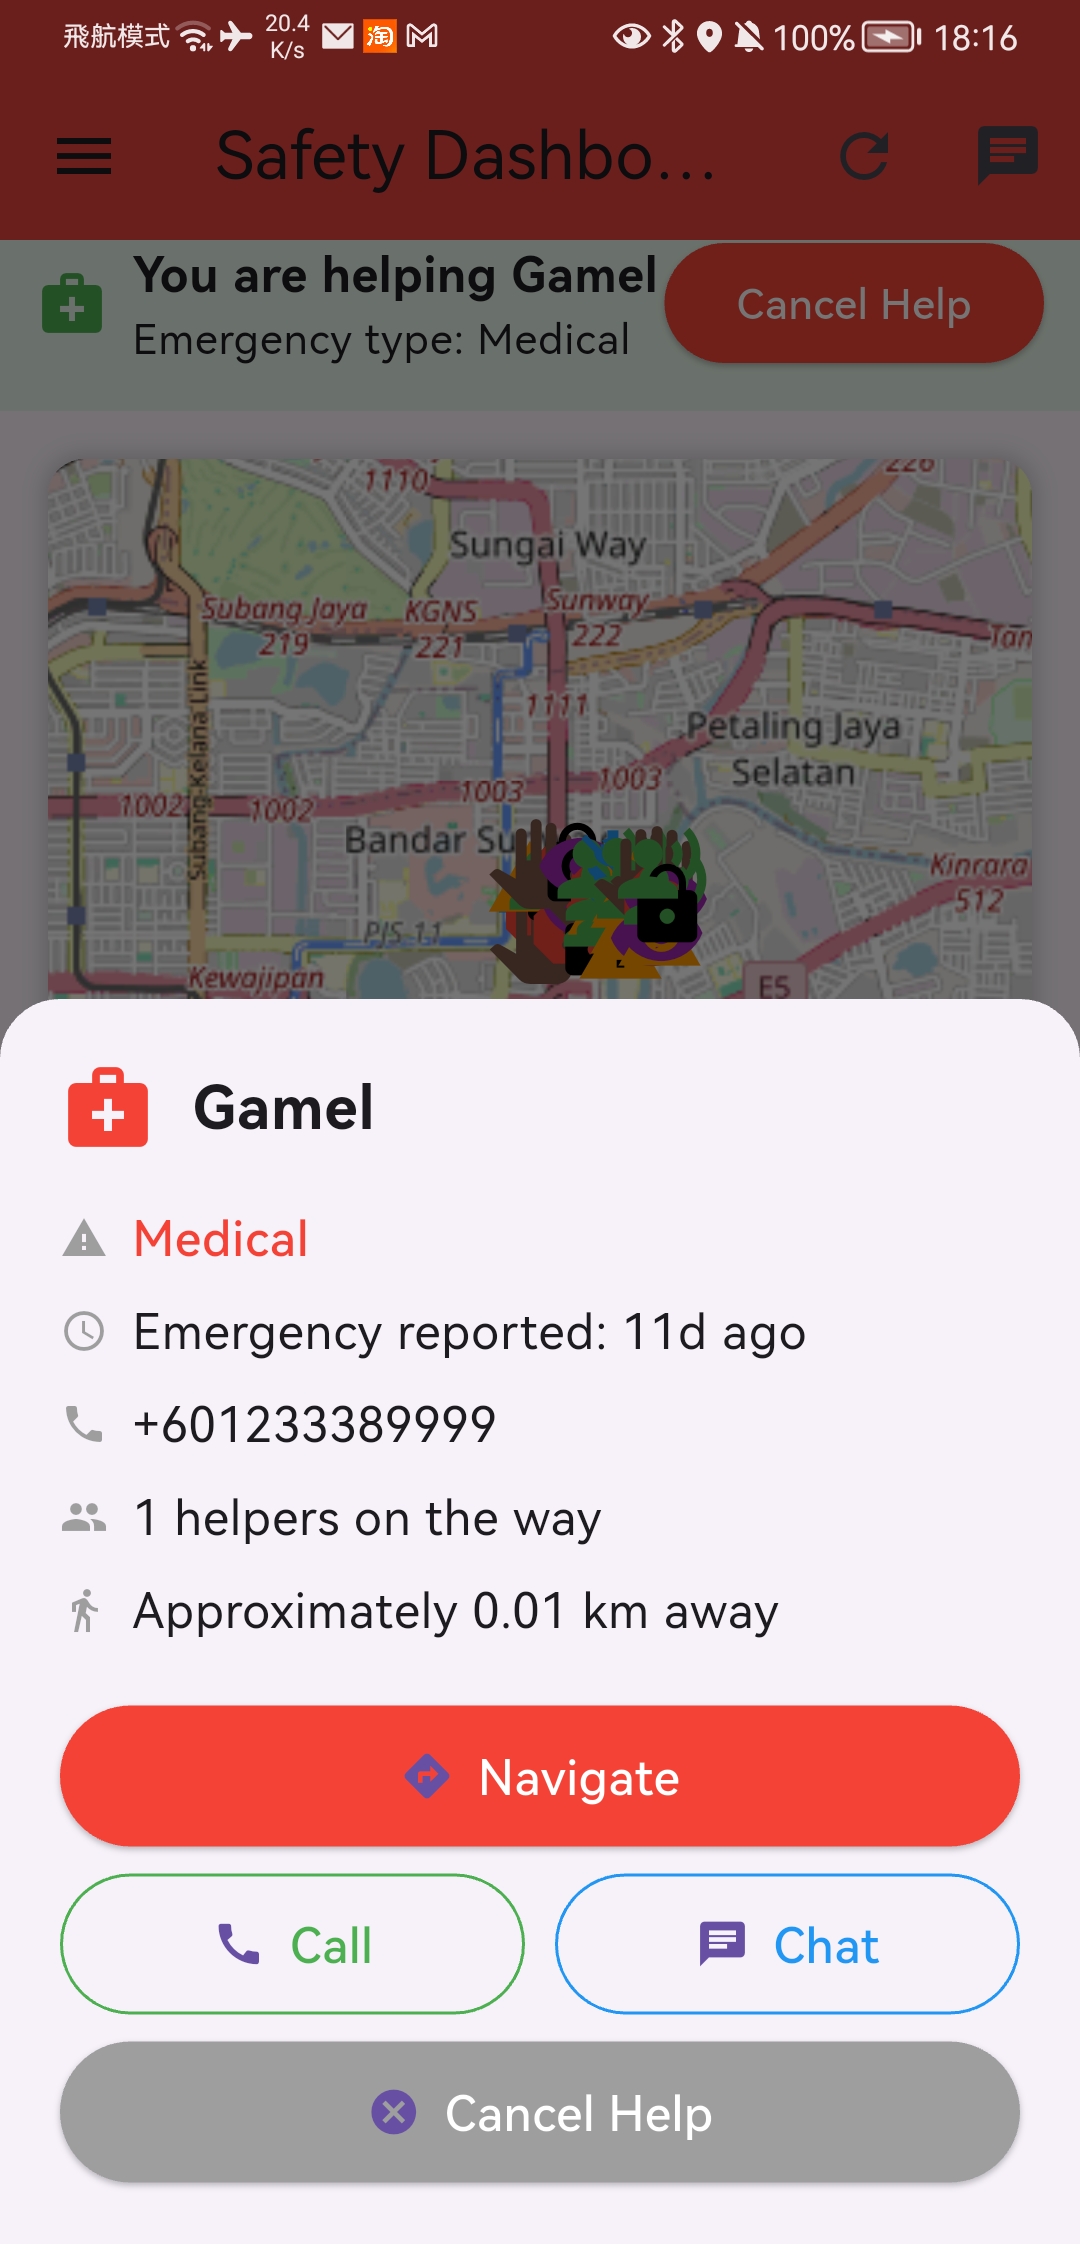 飛航模式 20.4 K/s 淘 100% 18:16
Safety Dashbo...
You are helping Gamel
Emergency type: Medical
Cancel Help
1110
226
Sungai Way
Subang Jaya
219
KGNS
221
Sunway
222
Tan
Subang-Kelana Link
1111
Petaling Jaya
Selatan
1002
1002
1003
1003
Bandar Su
Kinrara
512
PJS 11
Kewajipan
E5
Gamel
Medical
Emergency reported: 11d ago
+601233389999
1 helpers on the way
Approximately 0.01 km away
Navigate
Call
Chat
Cancel Help